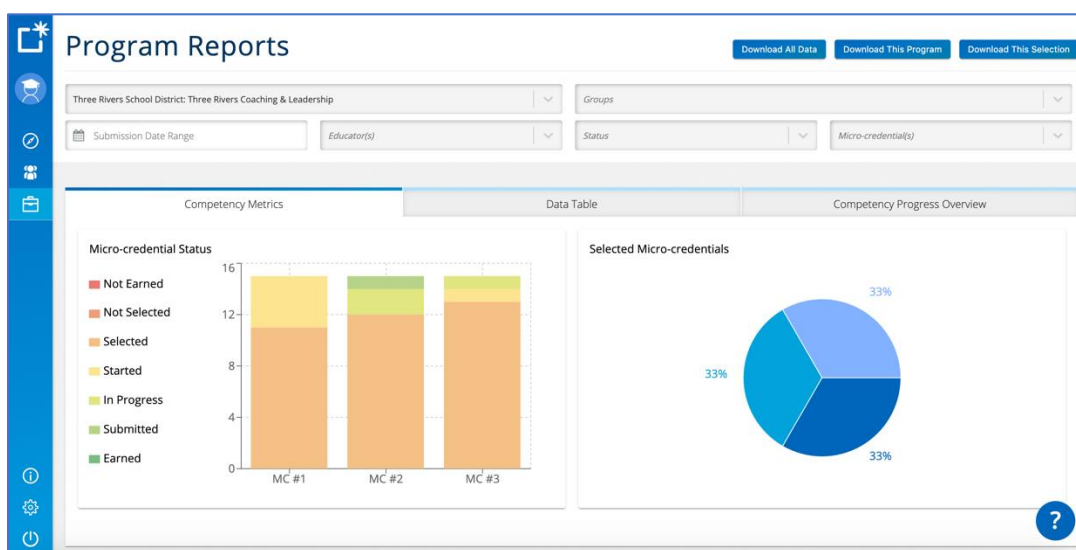 Program Reports
Download All Data
Download This Program
Download This Selection
Three Rivers School District: Three Rivers Coaching & Leadership
Groups
Submission Date Range
Educator(s)
Status
Micro-credential(s)
Competency Metrics
Data Table
Competency Progress Overview
Micro-credential Status
Not Earned
Not Selected
Selected
Started
In Progress
Submitted
Earned
16
12
8
4
0
MC #1
MC #2
MC #3
Selected Micro-credentials
33%
33%
33%
?